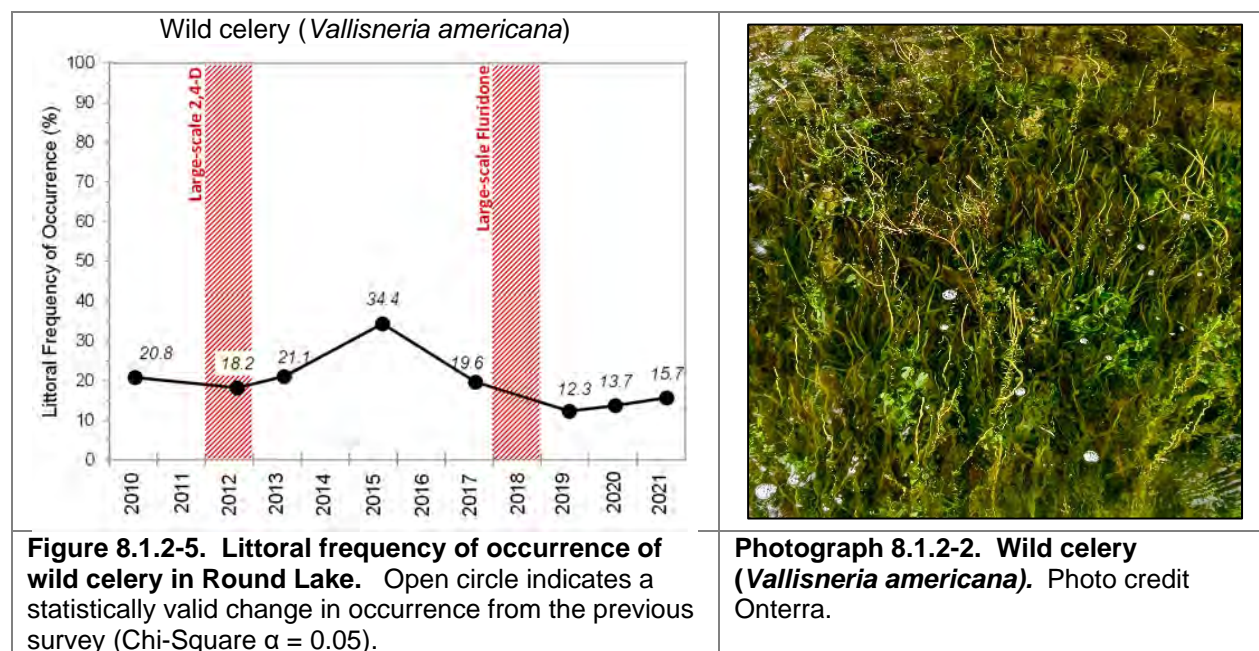 Wild celery (Vallisneria americana)
Littoral Frequency of Occurrence (%)
100
90
80
70
60
50
40
30
20
10
0
Large-scale 2,4-D
Large-scale Fluridone
20.8
18.2
21.1
34.4
19.6
12.3
13.7
15.7
2010
2011
2012
2013
2014
2015
2016
2017
2018
2019
2020
2021
Figure 8.1.2-5. Littoral frequency of occurrence of
wild celery in Round Lake. Open circle indicates a
statistically valid change in occurrence from the previous
survey (Chi-Square α = 0.05).
Photograph 8.1.2-2. Wild celery
(Vallisneria americana). Photo credit
Onterra.